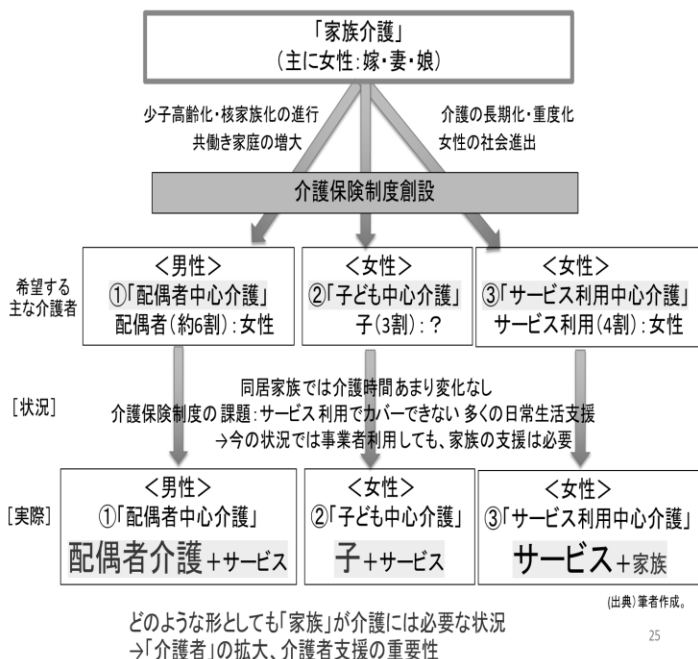 「家族介護」
(主に女性:嫁・妻・娘)
少子高齢化・核家族化の進行
共働き家庭の増大
介護の長期化・重度化
女性の社会進出
介護保険制度創設
希望する
主な介護者
<男性>
①「配偶者中心介護」
配偶者(約6割):女性
<女性>
②「子ども中心介護」
子(3割):?
<女性>
③「サービス利用中心介護」
サービス利用(4割):女性
[状況]
同居家族では介護時間あまり変化なし
介護保険制度の 課題:サービス利用でカバーできない 多くの日常生活支援
→今の状況では事業者利用しても、家族の支援は必要
[実際]
<男性>
①「配偶者中心介護」
配偶者介護+サービス
<女性>
②「子ども中心介護」
子+サービス
<女性>
③「サービス利用中心介護」
サービス+家族
(出典)筆者作成。
どのような形としても「家族」が介護には必要な状況
→「介護者」の拡大、介護者支援の重要性
25